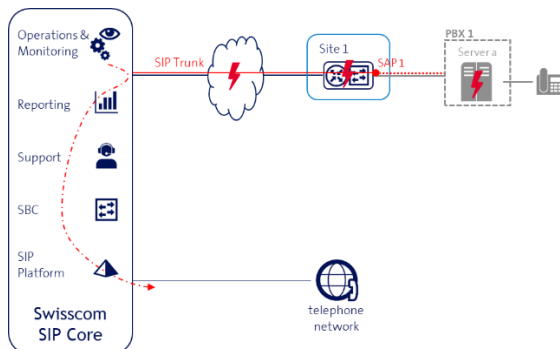 Operations &
Monitoring
SIP Trunk
Site 1
SAP 1
PBX 1
Server a
Reporting
Support
SBC
SIP
Platform
telephone
network
Swisscom
SIP Core